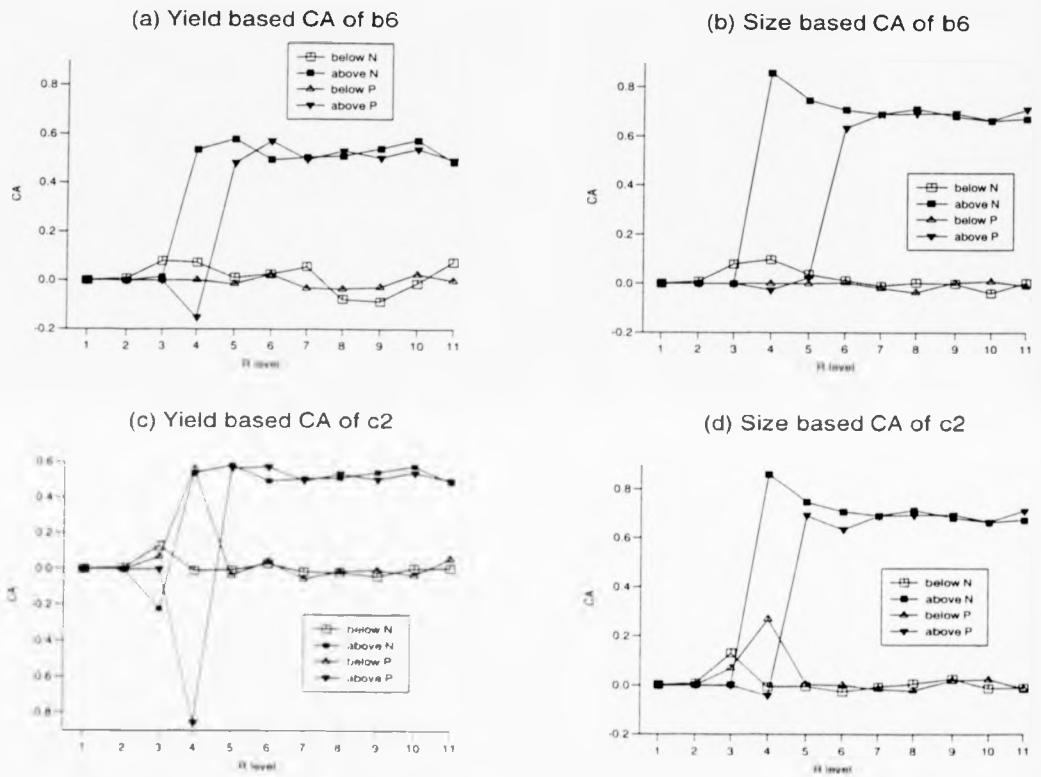 (a) Yield based CA of b6
below N
above N
below P
above P
0.8
0.6
0.4
0.2
0.0
-0.2
CA
1 2 3 4 5 6 7 8 9 10 11
R level
(b) Size based CA of b6
0.8
0.6
0.4
0.2
0.0
-0.2
CA
below N
above N
below P
above P
1 2 3 4 5 6 7 8 9 10 11
R level
(c) Yield based CA of c2
0.6
0.4
0.2
0.0
-0.2
0.4
0.6
0.8
CA
below N
above N
below P
above P
1 2 3 4 5 6 7 8 9 10 11
R level
(d) Size based CA of c2
0.8
0.6
0.4
0.2
0.0
-0.2
CA
below N
above N
below P
above P
1 2 3 4 5 6 7 8 9 10 11
R level